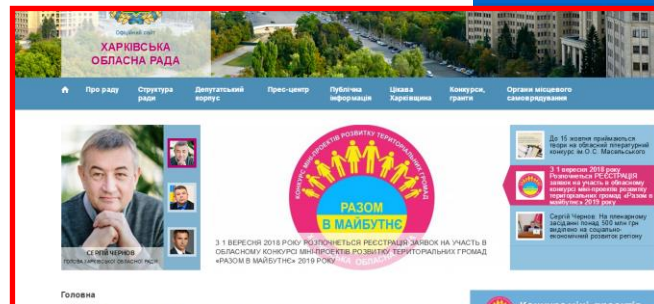 Офіційний сайт
ХАРКІВСЬКА
ОБЛАСНА РАДА
Про раду
Структура
ради
Депутатський
корпус
Прес-центр
Публічна
інформація
Цікава
Харківщина
Конкурси,
гранти
Органи місцевого
самоврядування
СЕРГІЙ ЧЕРНОВ
ГОЛОВА ХАРКІВСЬКОЇ ОБЛАСНОЇ РАДИ
КОНКУРС МІНІ-ПРОЕКТІВ РОЗВИТКУ ТЕРИТОРІАЛЬНИХ ГРОМАД
РАЗОМ
В МАЙБУТНЄ
З 1 ВЕРЕСНЯ 2018 РОКУ РОЗПОЧНЕТЬСЯ РЕЄСТРАЦІЯ ЗАЯВОК НА УЧАСТЬ В
ОБЛАСНОМУ КОНКУРСІ МІНІ-ПРОЕКТІВ РОЗВИТКУ ТЕРИТОРІАЛЬНИХ ГРОМАД
«РАЗОМ В МАЙБУТНЄ» 2019 РОКУ
До 15 жовтня приймаються
твори на обласний літературний
конкурс ім.О.С. Масельського
З 1 вересня 2018 року
Розпочнеться РЕЄСТРАЦІЯ
заявок на участь в обласному
конкурсі міні-проектів розвитку
територіальних громад «Разом в
майбутнє» 2019 року
Сергій Чернов: На пленарному
засіданні понад 500 млн грн
виділено на соціально-
економічний розвиток регіону
Головна